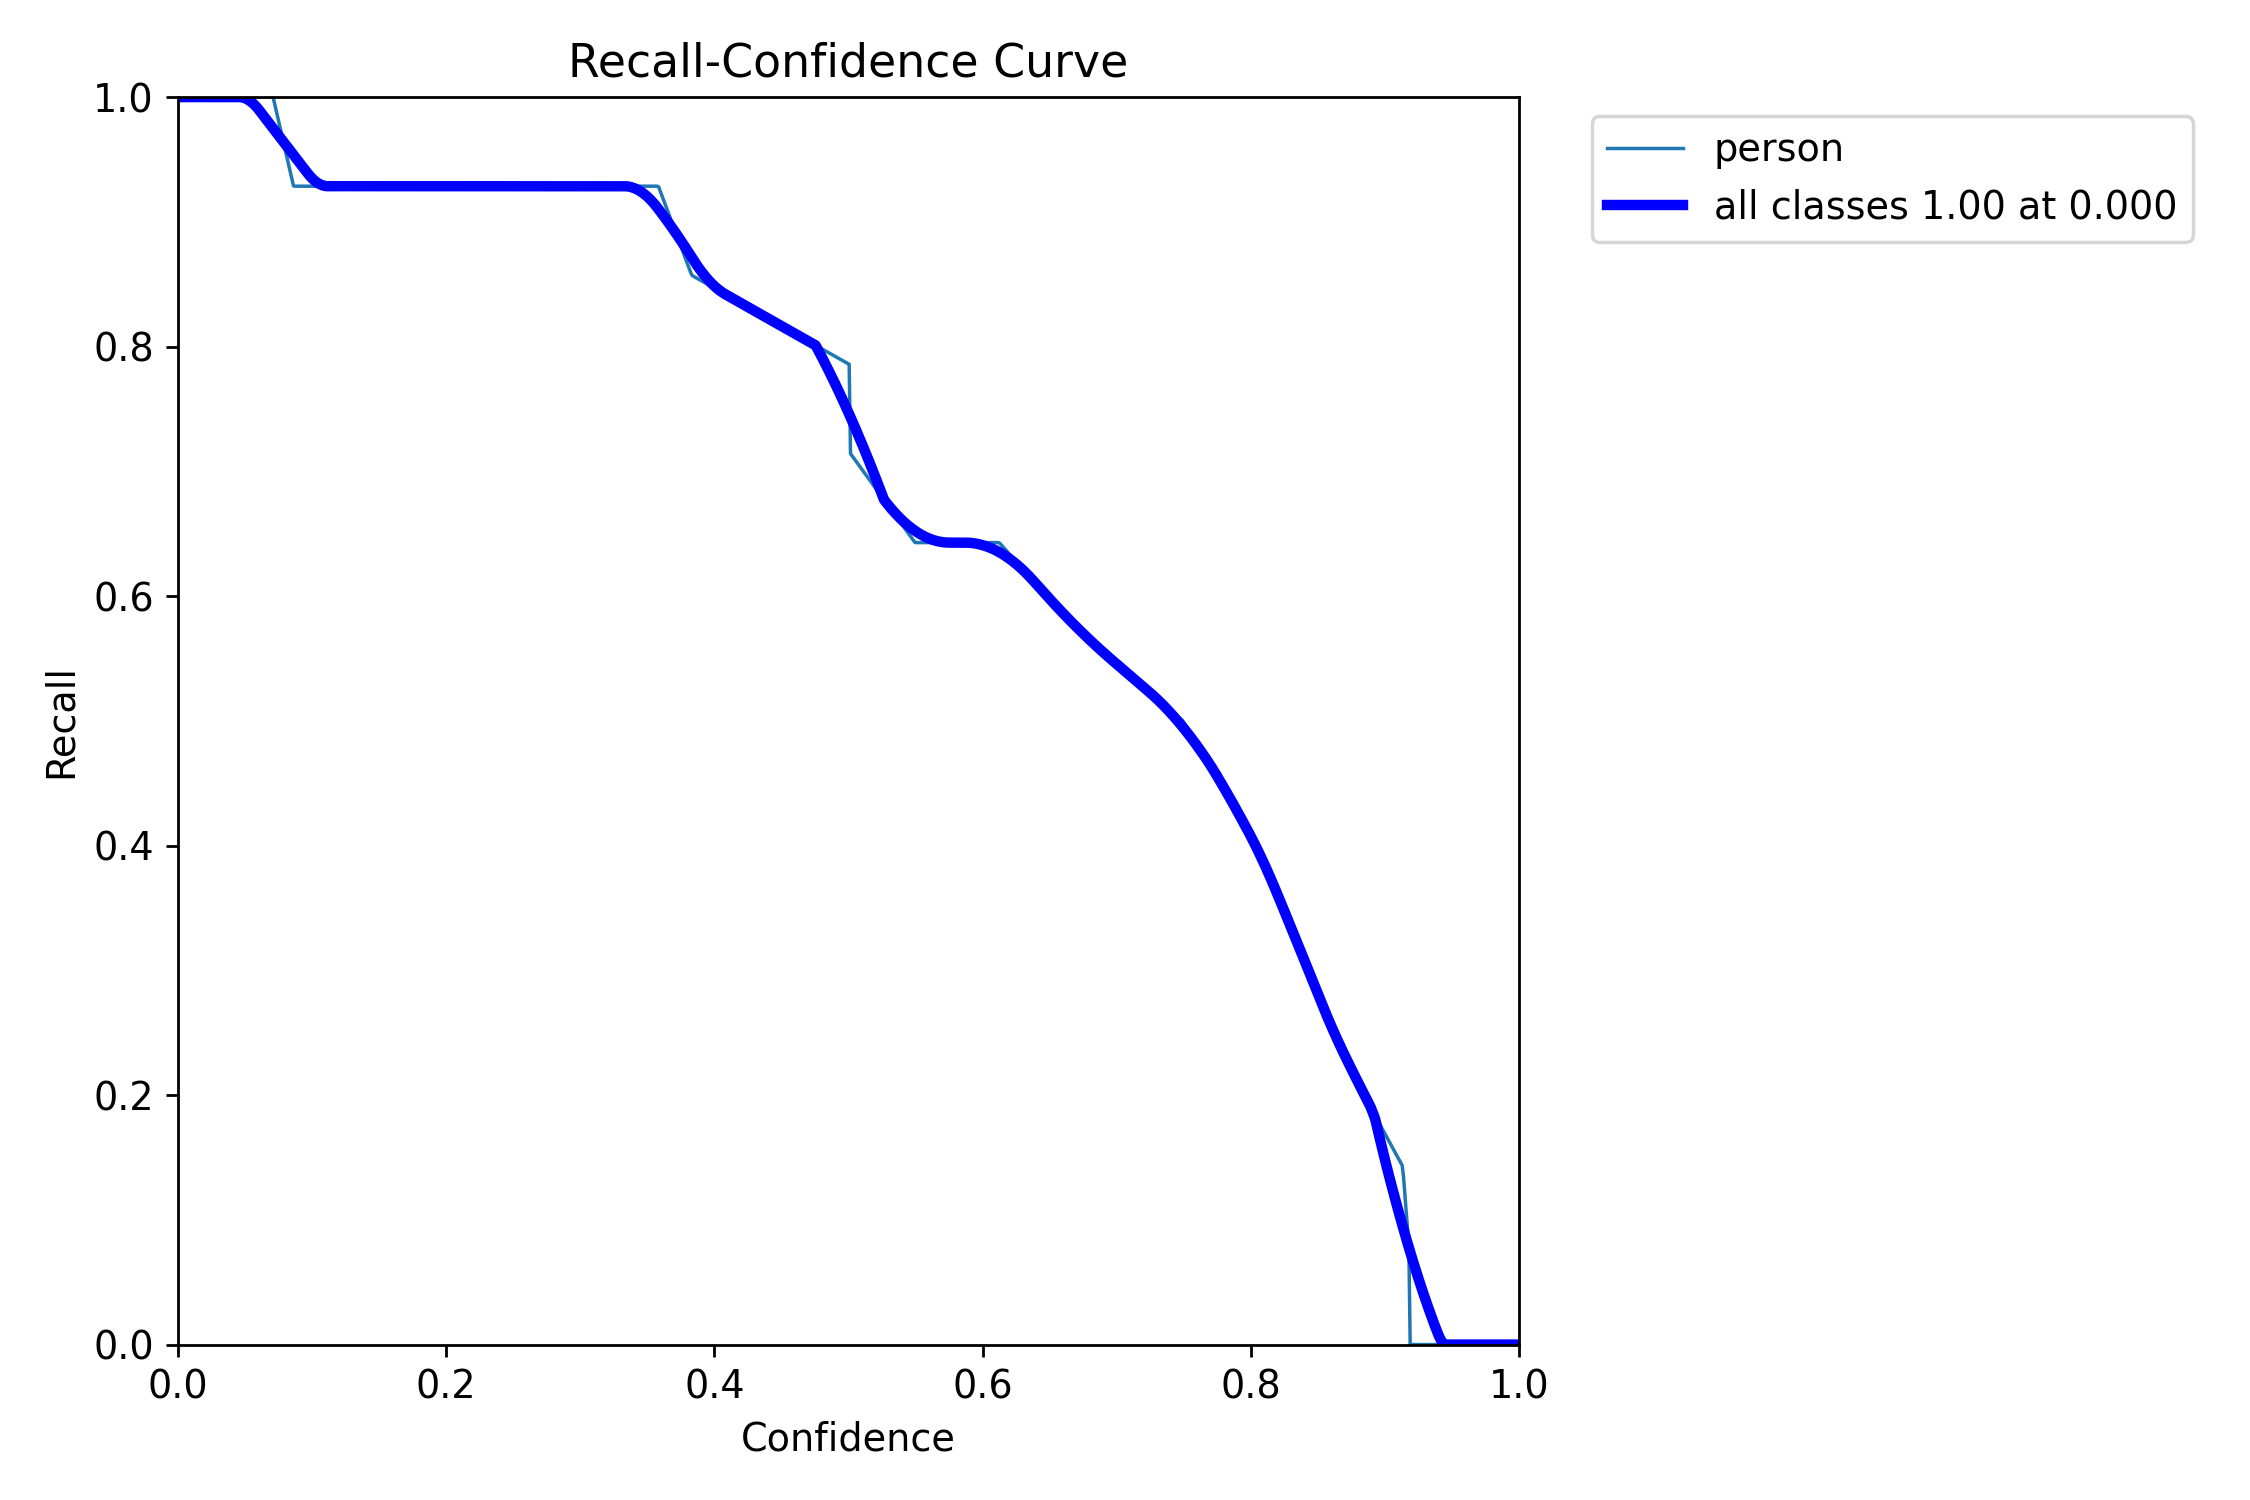 Recall-Confidence Curve
1.0
0.8
0.6
0.4
0.2
0.0
Recall
0.0 0.2 0.4 0.6 0.8 1.0
Confidence
person
all classes 1.00 at 0.000